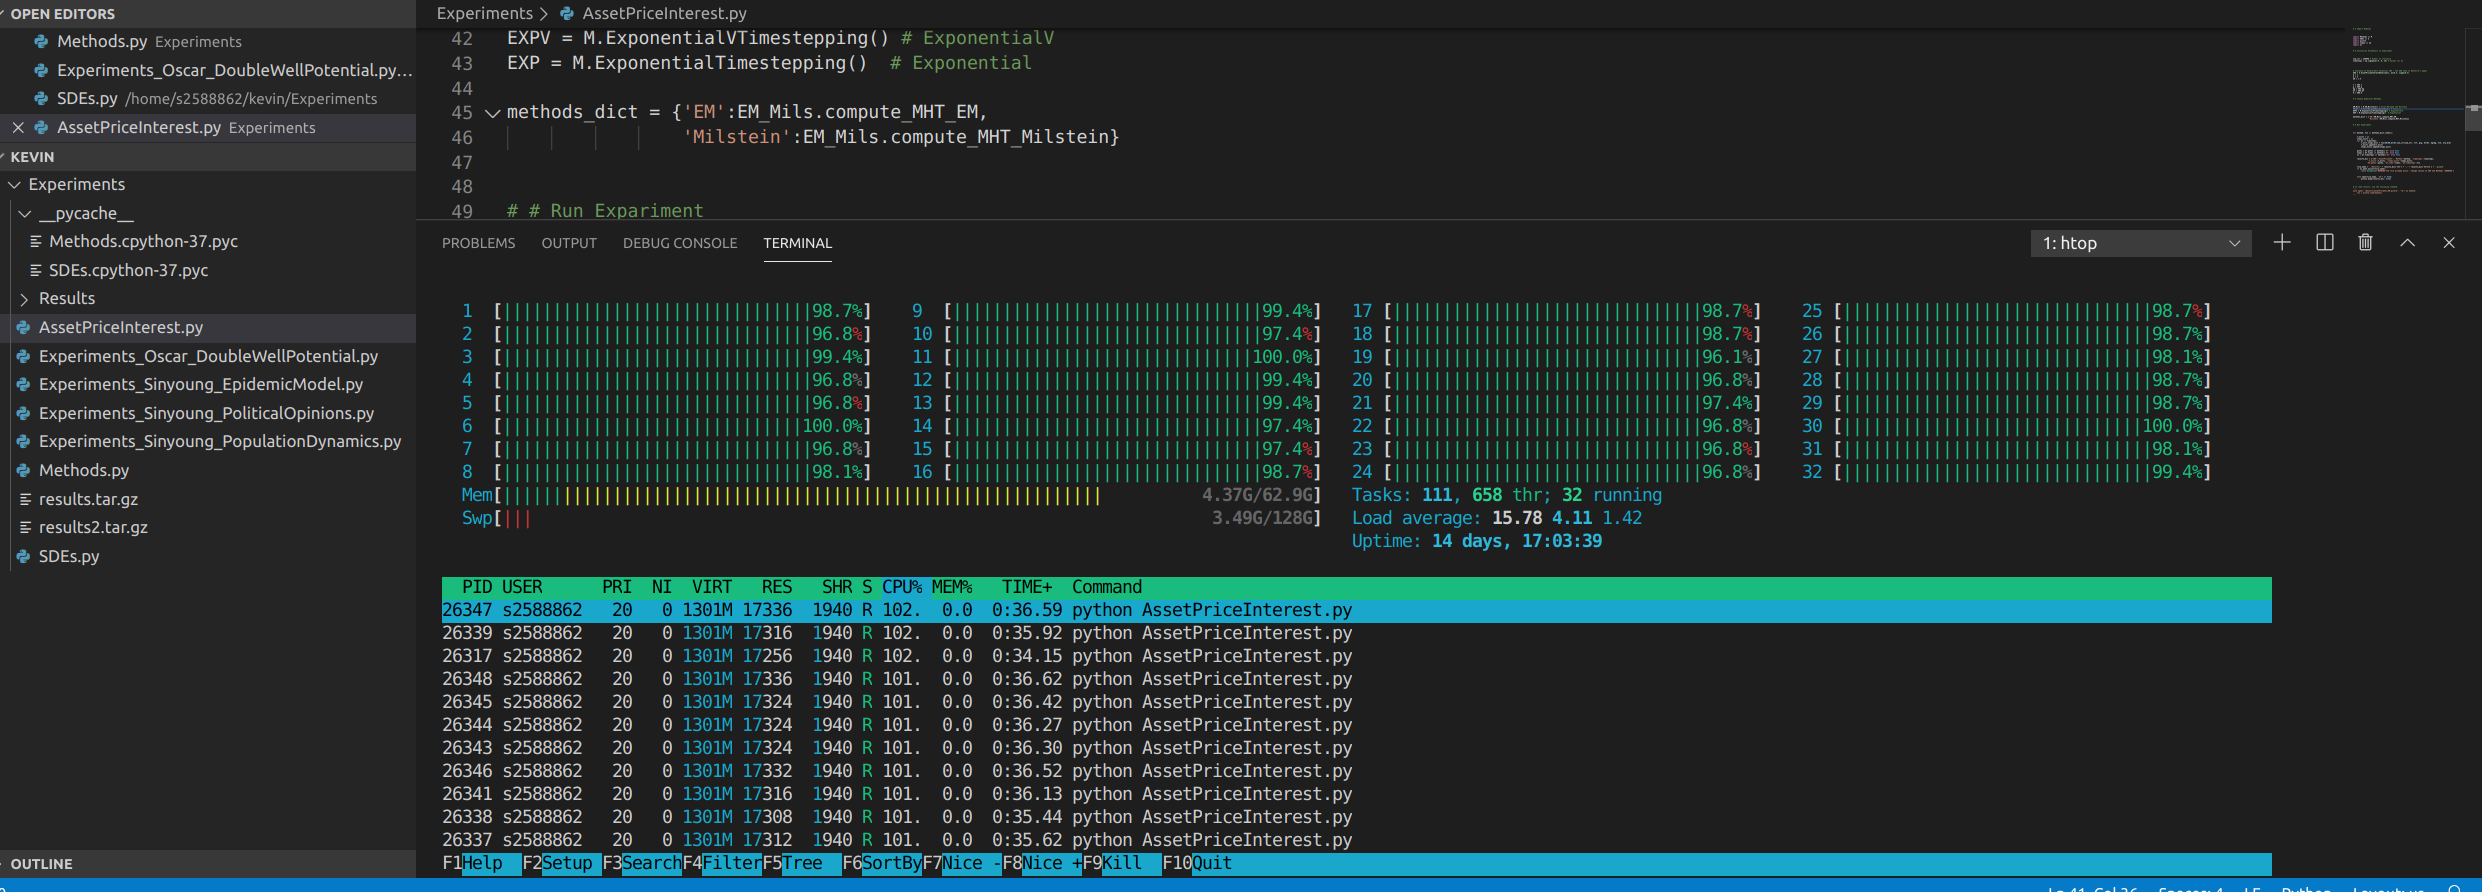 OPEN EDITORS
Methods.py Experiments
Experiments_Oscar_DoubleWellPotential.py...
SDEs.py /home/s2588862/kevin/Experiments
AssetPriceInterest.py Experiments
KEVIN
Experiments
__pycache__
Methods.cpython-37.pyc
SDEs.cpython-37.pyc
Results
AssetPriceInterest.py
Experiments_Oscar_DoubleWellPotential.py
Experiments_Sinyoung_EpidemicModel.py
Experiments_Sinyoung_PoliticalOpinions.py
Experiments_Sinyoung_PopulationDynamics.py
Methods.py
results.tar.gz
results2.tar.gz
SDEs.py
OUTLINE
Experiments > AssetPriceInterest.py
42 EXPV = M.ExponentialVTimestepping() # ExponentialV
43 EXP = M.ExponentialTimestepping() # Exponential
44
45 methods_dict = {'EM':EM_Mils.compute_MHT_EM,
46 'Milstein':EM_Mils.compute_MHT_Milstein}
47
48
49 # # Run Expariment
PROBLEMS OUTPUT DEBUG CONSOLE TERMINAL 1: htop
1 [||||||||||||||||||||||||||||||||98.7%] 9 [||||||||||||||||||||||||||||||||99.4%] 17 [||||||||||||||||||||||||||||||||98.7%] 25 [||||||||||||||||||||||||||||||||98.7%]
2 [||||||||||||||||||||||||||||||||96.8%] 10 [||||||||||||||||||||||||||||||||97.4%] 18 [||||||||||||||||||||||||||||||||98.7%] 26 [||||||||||||||||||||||||||||||||98.7%]
3 [||||||||||||||||||||||||||||||||99.4%] 11 [|||||||||||||||||||||||||||||||100.0%] 19 [||||||||||||||||||||||||||||||||96.1%] 27 [||||||||||||||||||||||||||||||||98.1%]
4 [||||||||||||||||||||||||||||||||96.8%] 12 [||||||||||||||||||||||||||||||||99.4%] 20 [||||||||||||||||||||||||||||||||96.8%] 28 [||||||||||||||||||||||||||||||||98.7%]
5 [||||||||||||||||||||||||||||||||96.8%] 13 [||||||||||||||||||||||||||||||||99.4%] 21 [||||||||||||||||||||||||||||||||97.4%] 29 [||||||||||||||||||||||||||||||||98.7%]
6 [|||||||||||||||||||||||||||||||100.0%] 14 [||||||||||||||||||||||||||||||||97.4%] 22 [||||||||||||||||||||||||||||||||96.8%] 30 [|||||||||||||||||||||||||||||||100.0%]
7 [||||||||||||||||||||||||||||||||96.8%] 15 [||||||||||||||||||||||||||||||||97.4%] 23 [||||||||||||||||||||||||||||||||96.8%] 31 [||||||||||||||||||||||||||||||||98.1%]
8 [||||||||||||||||||||||||||||||||98.1%] 16 [||||||||||||||||||||||||||||||||98.7%] 24 [||||||||||||||||||||||||||||||||96.8%] 32 [||||||||||||||||||||||||||||||||99.4%]
Mem[||||||||||||||||||||||||||||||||||||||||||||||||||||||||||||4.37G/62.9G] Tasks: 111, 658 thr; 32 running
Swp[||| 3.49G/128G] Load average: 15.78 4.11 1.42
Uptime: 14 days, 17:03:39
PID USER PRI NI VIRT RES SHR S CPU% MEM% TIME+ Command
26347 s2588862 20 0 1301M 17336 1940 R 102. 0.0 0:36.59 python AssetPriceInterest.py
26339 s2588862 20 0 1301M 17316 1940 R 102. 0.0 0:35.92 python AssetPriceInterest.py
26317 s2588862 20 0 1301M 17256 1940 R 102. 0.0 0:34.15 python AssetPriceInterest.py
26348 s2588862 20 0 1301M 17336 1940 R 101. 0.0 0:36.62 python AssetPriceInterest.py
26345 s2588862 20 0 1301M 17324 1940 R 101. 0.0 0:36.42 python AssetPriceInterest.py
26344 s2588862 20 0 1301M 17324 1940 R 101. 0.0 0:36.27 python AssetPriceInterest.py
26343 s2588862 20 0 1301M 17324 1940 R 101. 0.0 0:36.30 python AssetPriceInterest.py
26346 s2588862 20 0 1301M 17332 1940 R 101. 0.0 0:36.52 python AssetPriceInterest.py
26341 s2588862 20 0 1301M 17316 1940 R 101. 0.0 0:36.13 python AssetPriceInterest.py
26338 s2588862 20 0 1301M 17308 1940 R 101. 0.0 0:35.44 python AssetPriceInterest.py
26337 s2588862 20 0 1301M 17312 1940 R 101. 0.0 0:35.62 python AssetPriceInterest.py
F1Help F2Setup F3SearchF4FilterF5Tree F6SortByF7Nice -F8Nice +F9Kill F10Quit